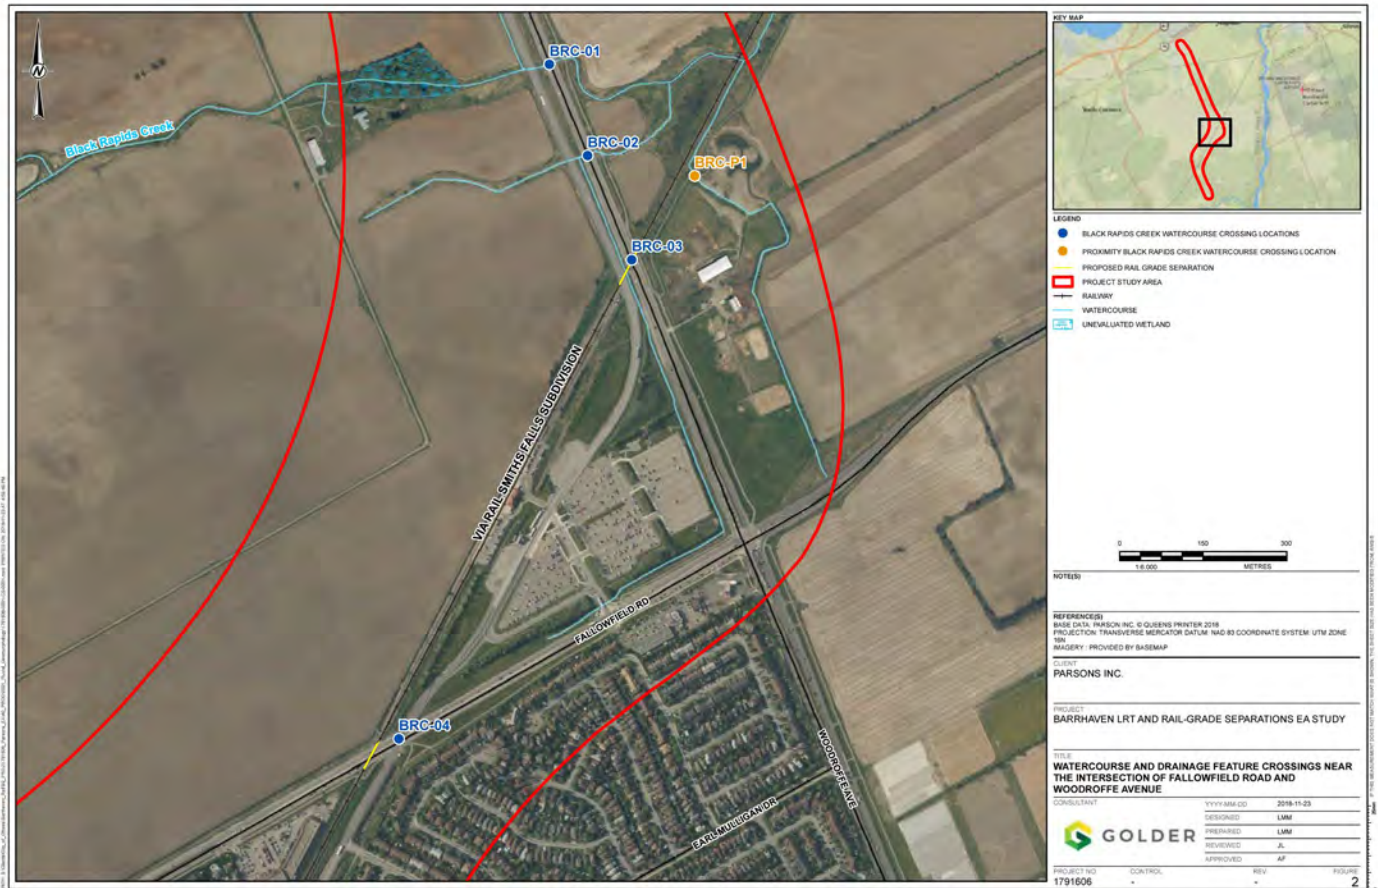 BRC-01
Black Rapids Creek
BRC-02
BRC-P1
BRC-03
VIA RAIL-SMITHS FALLS SUBDIVISION
FALLOWFIELD RD
BRC-04
WOODROFFE AVE
EARL MULLIGAN DR
N
KEY MAP
LEGEND
BLACK RAPIDS CREEK WATERCOURSE CROSSING LOCATIONS
PROXIMITY BLACK RAPIDS CREEK WATERCOURSE CROSSING LOCATION
PROPOSED RAIL GRADE SEPARATION
PROJECT STUDY AREA
RAILWAY
WATERCOURSE
UNEVALUATED WETLAND
0 150 300
1:6,000 METRES
NOTE(S)
REFERENCE(S)
BASE DATA: PARSON INC. © QUEENS PRINTER 2018
PROJECTION: TRANSVERSE MERCATOR DATUM: NAD 83 COORDINATE SYSTEM: UTM ZONE
18N
IMAGERY : PROVIDED BY BASEMAP
CLIENT
PARSONS INC.
PROJECT
BARRHAVEN LRT AND RAIL-GRADE SEPARATIONS EA STUDY
TITLE
WATERCOURSE AND DRAINAGE FEATURE CROSSINGS NEAR
THE INTERSECTION OF FALLOWFIELD ROAD AND
WOODROFFE AVENUE
CONSULTANT
GOLDER
YYYY-MM-DD 2018-11-23
DESIGNED LMM
PREPARED LMM
REVIEWED JL
APPROVED AF
PROJECT NO. CONTROL REV. FIGURE
1791606 - - 2